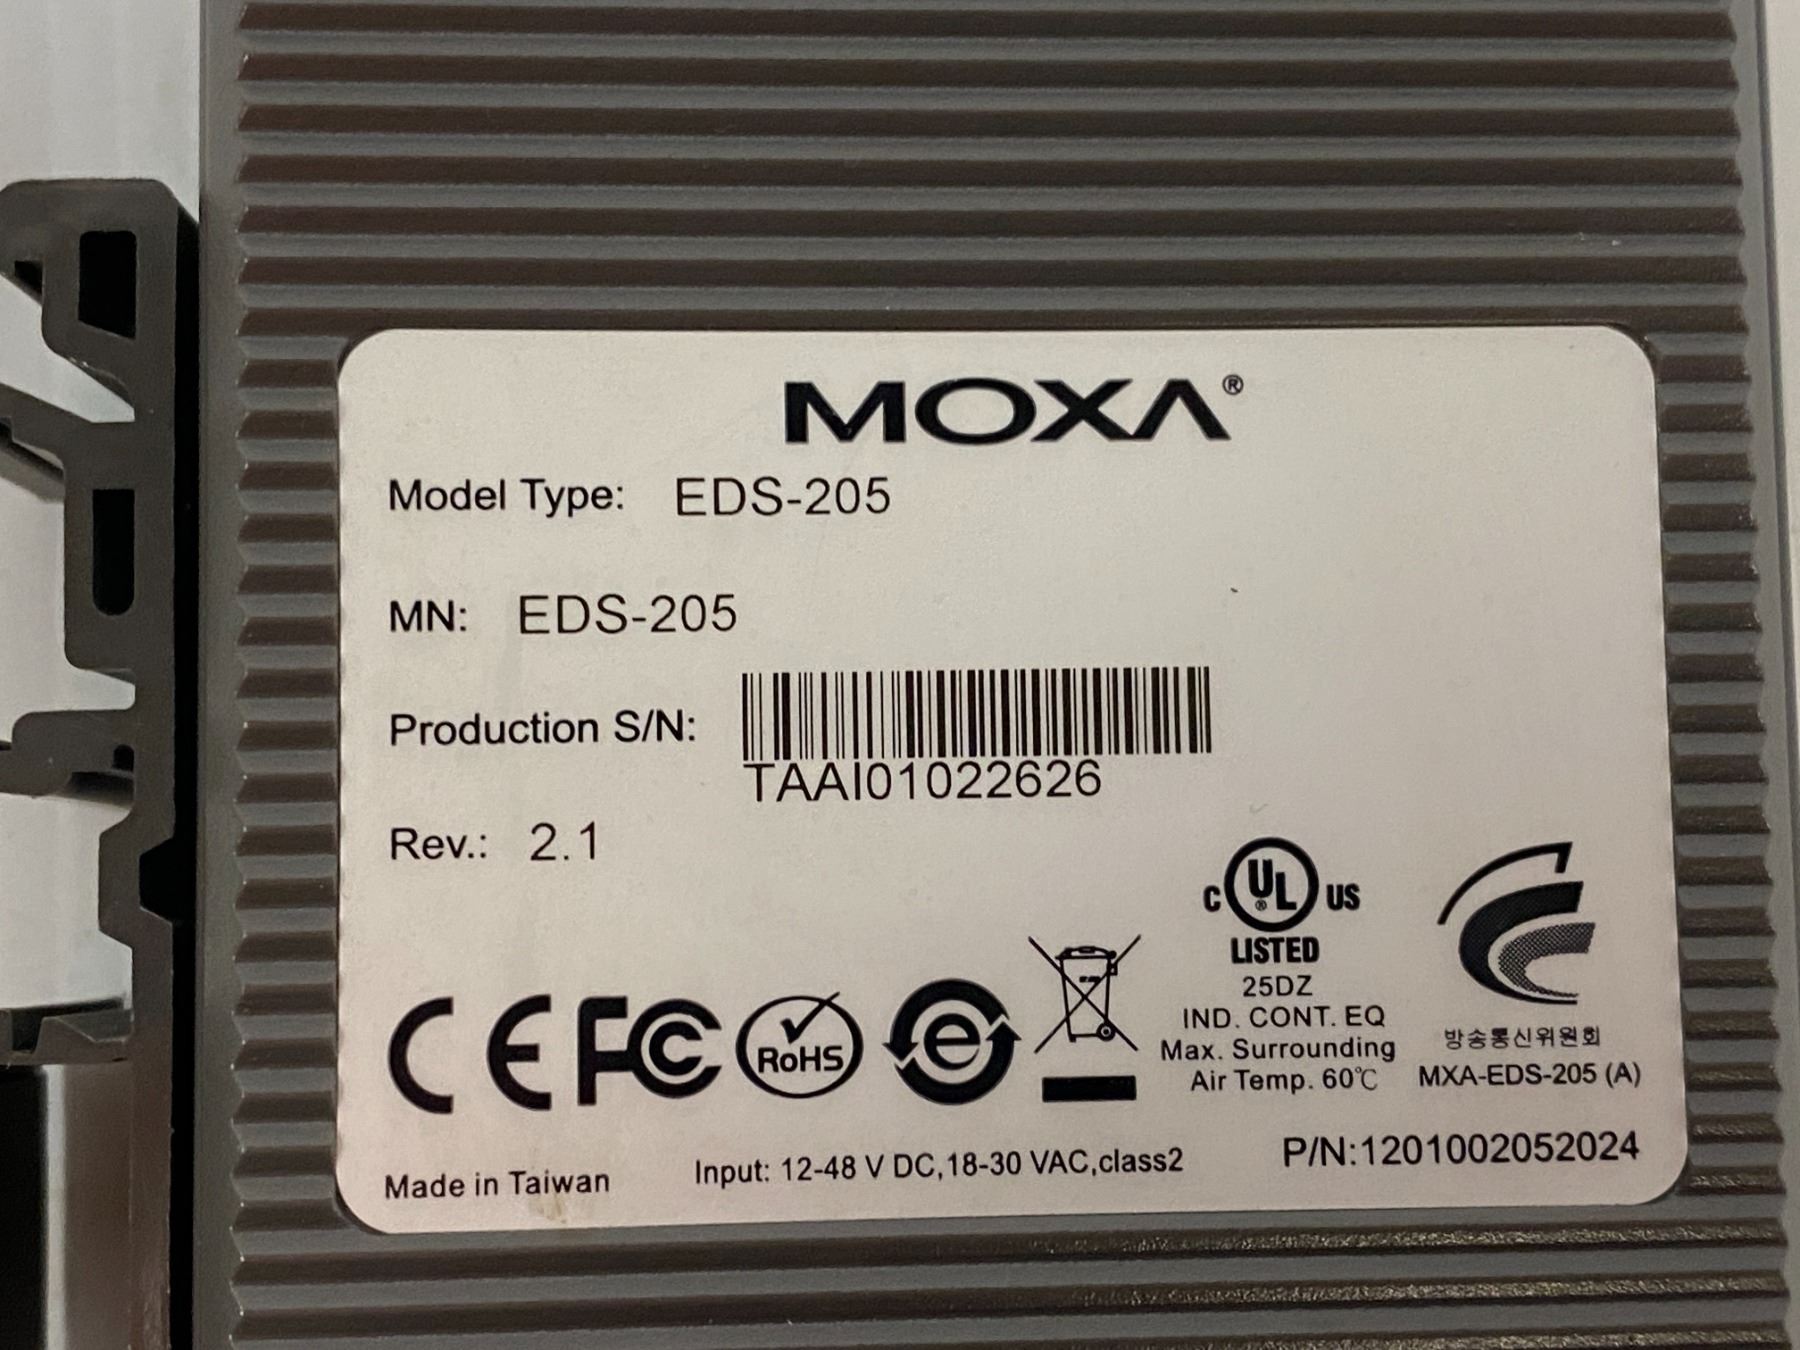 MOXA®
Model Type: EDS-205
MN: EDS-205
Production S/N:
TAAI01022626
Rev.: 2.1
C UL® US
LISTED
25DZ
IND. CONT. EQ
Max. Surrounding
Air Temp. 60℃
방송통신위원회
MXA-EDS-205 (A)
CE FC RoHS e
Made in Taiwan
Input: 12-48 V DC,18-30 VAC,class2
P/N:1201002052024